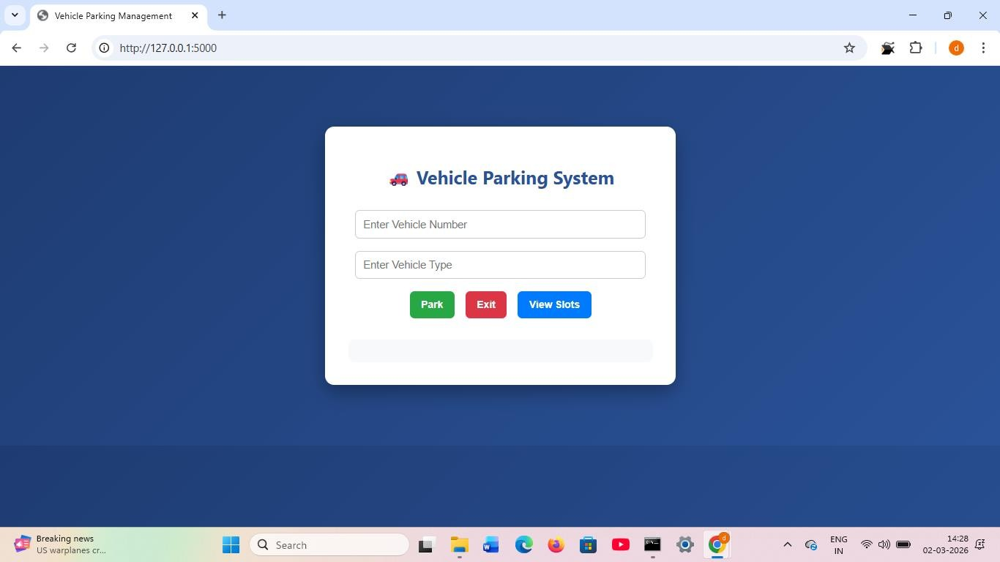 Vehicle Parking Management
http://127.0.0.1:5000
d
Vehicle Parking System
Enter Vehicle Number
Enter Vehicle Type
Park Exit View Slots
Breaking news
US warplanes cr...
Search
d
ENG
IN
14:28
02-03-2026